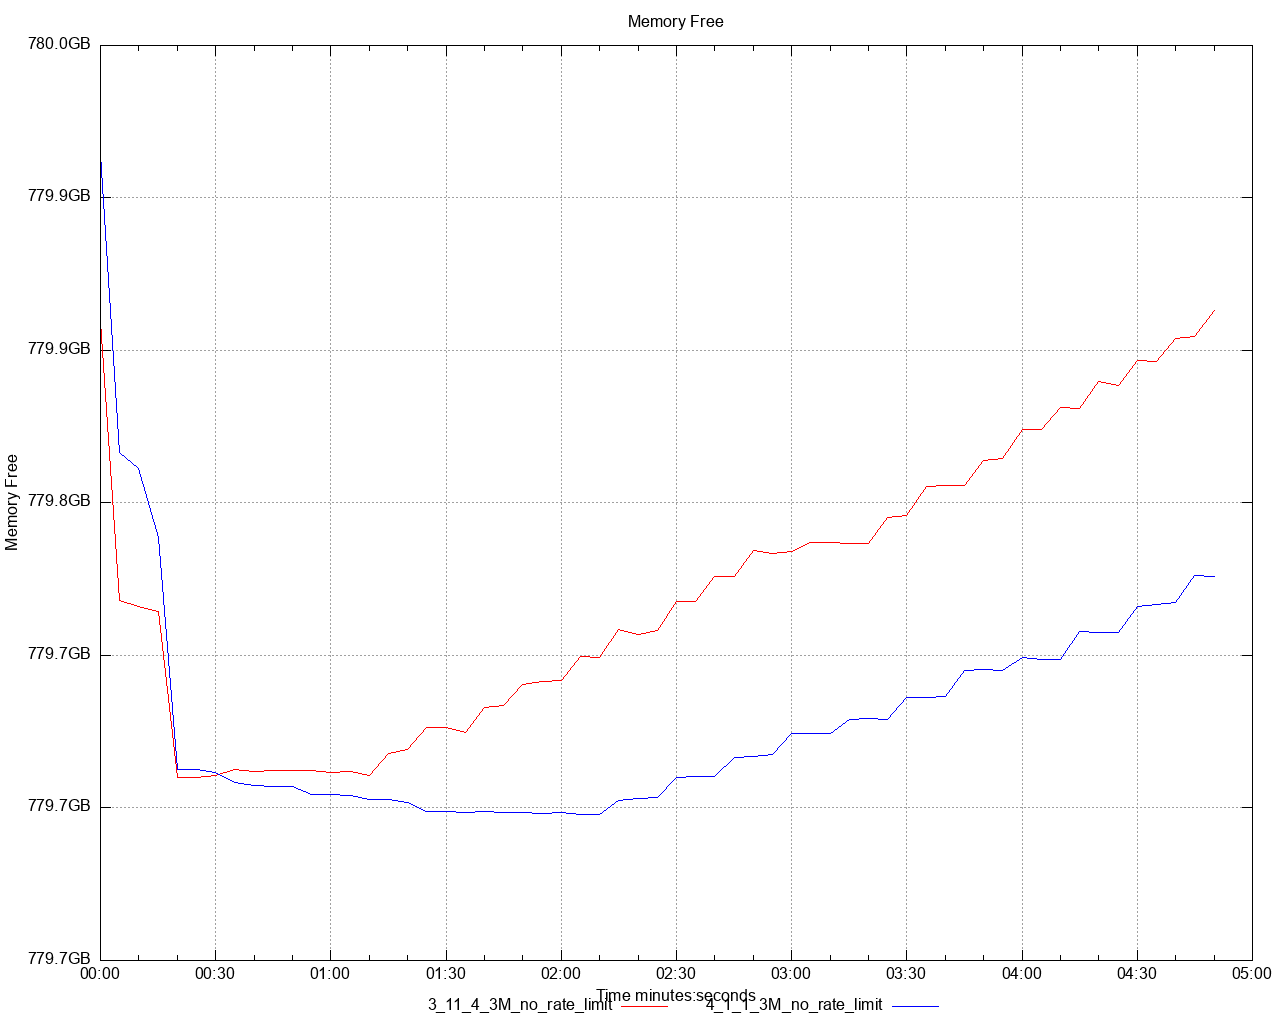 Memory Free
780.0GB
779.9GB
779.9GB
779.8GB
779.7GB
779.7GB
779.7GB
Memory Free
00:00 00:30 01:00 01:30 02:00 02:30 03:00 03:30 04:00 04:30 05:00
Time minutes:seconds
3_11_4_3M_no_rate_limit 4_1_1_3M_no_rate_limit